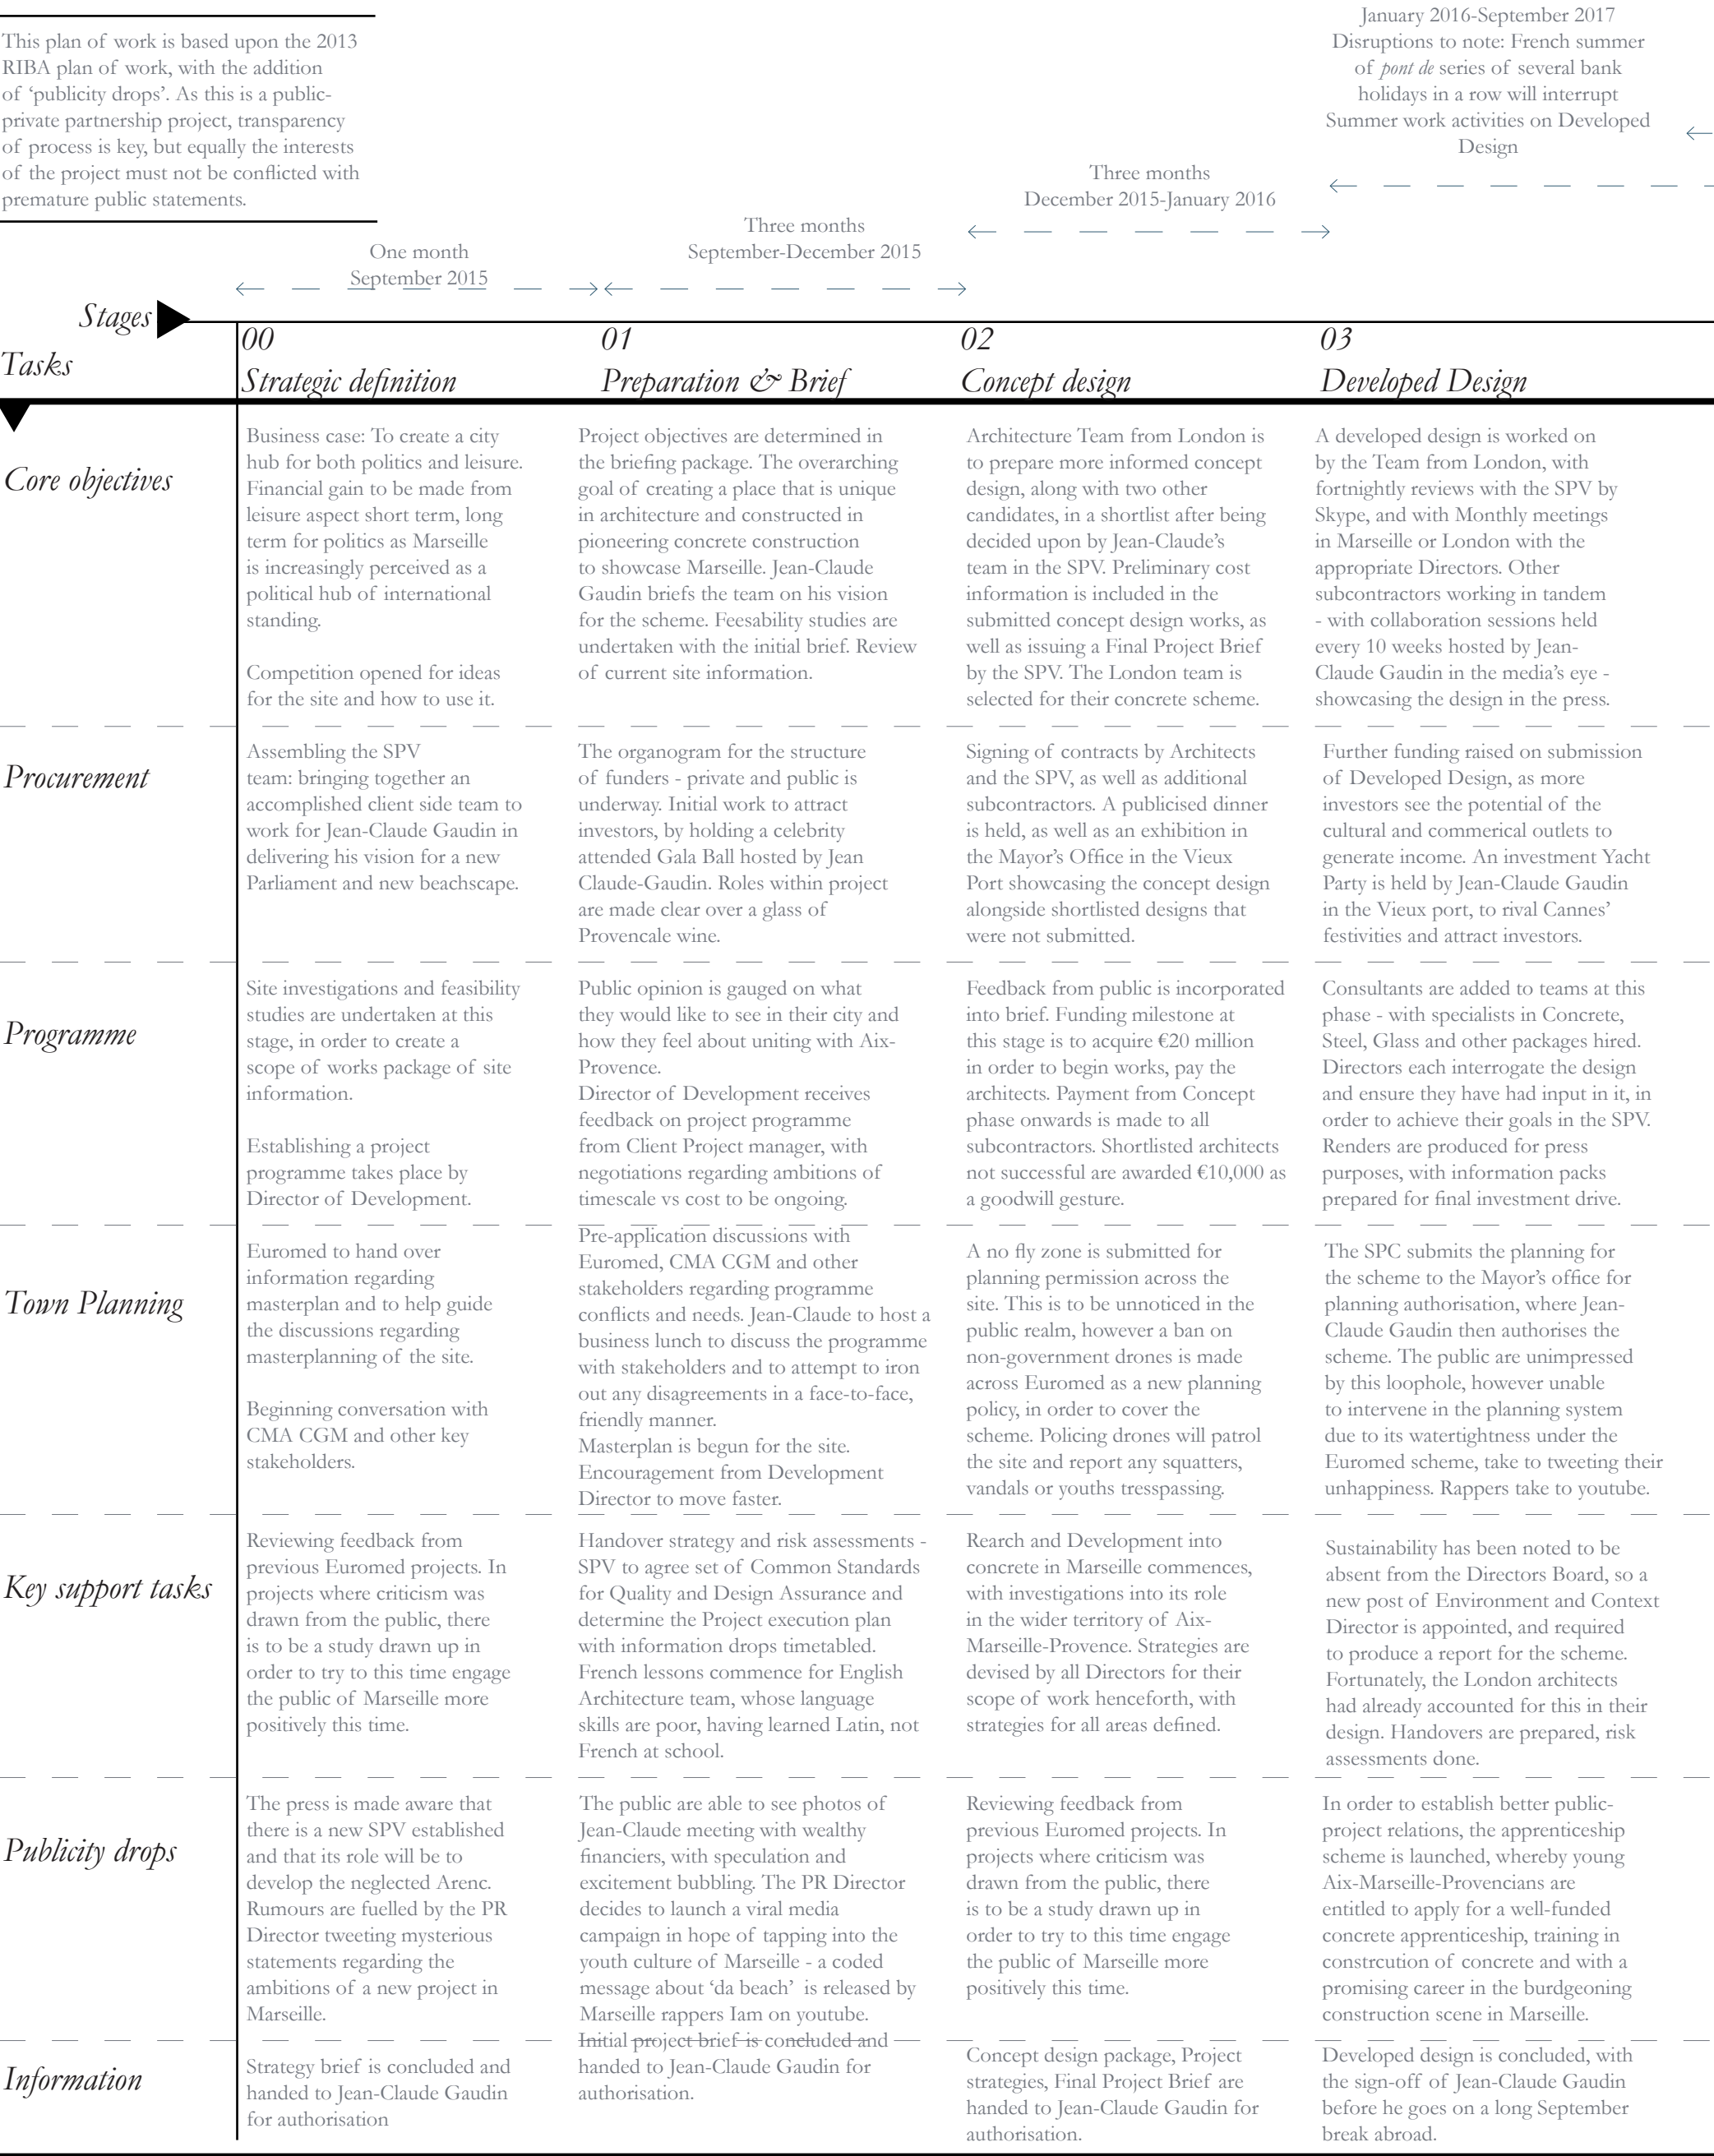 This plan of work is based upon the 2013
RIBA plan of work, with the addition
of ‘publicity drops’. As this is a public-
private partnership project, transparency
of process is key, but equally the interests
of the project must not be conflicted with
premature public statements.
One month
September 2015
Three months
September-December 2015
Three months
December 2015-January 2016
January 2016-September 2017
Disruptions to note: French summer
of pont de series of several bank
holidays in a row will interrupt
Summer work activities on Developed
Design
Stages
Tasks
00
Strategic definition
01
Preparation & Brief
02
Concept design
03
Developed Design
Core objectives
Business case: To create a city
hub for both politics and leisure.
Financial gain to be made from
leisure aspect short term, long
term for politics as Marseille
is increasingly perceived as a
political hub of international
standing.
Competition opened for ideas
for the site and how to use it.
Project objectives are determined in
the briefing package. The overarching
goal of creating a place that is unique
in architecture and constructed in
pioneering concrete construction
to showcase Marseille. Jean-Claude
Gaudin briefs the team on his vision
for the scheme. Feesability studies are
undertaken with the initial brief. Review
of current site information.
Architecture Team from London is
to prepare more informed concept
design, along with two other
candidates, in a shortlist after being
decided upon by Jean-Claude’s
team in the SPV. Preliminary cost
information is included in the
submitted concept design works, as
well as issuing a Final Project Brief
by the SPV. The London team is
selected for their concrete scheme.
A developed design is worked on
by the Team from London, with
fortnightly reviews with the SPV by
Skype, and with Monthly meetings
in Marseille or London with the
appropriate Directors. Other
subcontractors working in tandem
- with collaboration sessions held
every 10 weeks hosted by Jean-
Claude Gaudin in the media’s eye -
showcasing the design in the press.
Procurement
Assembling the SPV
team: bringing together an
accomplished client side team to
work for Jean-Claude Gaudin in
delivering his vision for a new
Parliament and new beachscape.
The organogram for the structure
of funders - private and public is
underway. Initial work to attract
investors, by holding a celebrity
attended Gala Ball hosted by Jean
Claude-Gaudin. Roles within project
are made clear over a glass of
Provencale wine.
Signing of contracts by Architects
and the SPV, as well as additional
subcontractors. A publicised dinner
is held, as well as an exhibition in
the Mayor’s Office in the Vieux
Port showcasing the concept design
alongside shortlisted designs that
were not submitted.
Further funding raised on submission
of Developed Design, as more
investors see the potential of the
cultural and commerical outlets to
generate income. An investment Yacht
Party is held by Jean-Claude Gaudin
in the Vieux port, to rival Cannes’
festivities and attract investors.
Programme
Site investigations and feasibility
studies are undertaken at this
stage, in order to create a
scope of works package of site
information.
Establishing a project
programme takes place by
Director of Development.
Public opinion is gauged on what
they would like to see in their city and
how they feel about uniting with Aix-
Provence.
Director of Development receives
feedback on project programme
from Client Project manager, with
negotiations regarding ambitions of
timescale vs cost to be ongoing.
Feedback from public is incorporated
into brief. Funding milestone at
this stage is to acquire €20 million
in order to begin works, pay the
architects. Payment from Concept
phase onwards is made to all
subcontractors. Shortlisted architects
not successful are awarded €10,000 as
a goodwill gesture.
Consultants are added to teams at this
phase - with specialists in Concrete,
Steel, Glass and other packages hired.
Directors each interrogate the design
and ensure they have had input in it, in
order to achieve their goals in the SPV.
Renders are produced for press
purposes, with information packs
prepared for final investment drive.
Town Planning
Euromed to hand over
information regarding
masterplan and to help guide
the discussions regarding
masterplanning of the site.
Beginning conversation with
CMA CGM and other key
stakeholders.
Pre-application discussions with
Euromed, CMA CGM and other
stakeholders regarding programme
conflicts and needs. Jean-Claude to host a
business lunch to discuss the programme
with stakeholders and to attempt to iron
out any disagreements in a face-to-face,
friendly manner.
Masterplan is begun for the site.
Encouragement from Development
Director to move faster.
A no fly zone is submitted for
planning permission across the
site. This is to be unnoticed in the
public realm, however a ban on
non-government drones is made
across Euromed as a new planning
policy, in order to cover the
scheme. Policing drones will patrol
the site and report any squatters,
vandals or youths tresspassing.
The SPC submits the planning for
the scheme to the Mayor’s office for
planning authorisation, where Jean-
Claude Gaudin then authorises the
scheme. The public are unimpressed
by this loophole, however unable
to intervene in the planning system
due to its watertightness under the
Euromed scheme, take to tweeting their
unhappiness. Rappers take to youtube.
Key support tasks
Reviewing feedback from
previous Euromed projects. In
projects where criticism was
drawn from the public, there
is to be a study drawn up in
order to try to this time engage
the public of Marseille more
positively this time.
Handover strategy and risk assessments -
SPV to agree set of Common Standards
for Quality and Design Assurance and
determine the Project execution plan
with information drops timetabled.
French lessons commence for English
Architecture team, whose language
skills are poor, having learned Latin, not
French at school.
Rearch and Development into
concrete in Marseille commences,
with investigations into its role
in the wider territory of Aix-
Marseille-Provence. Strategies are
devised by all Directors for their
scope of work henceforth, with
strategies for all areas defined.
Sustainability has been noted to be
absent from the Directors Board, so a
new post of Environment and Context
Director is appointed, and required
to produce a report for the scheme.
Fortunately, the London architects
had already accounted for this in their
design. Handovers are prepared, risk
assessments done.
Publicity drops
The press is made aware that
there is a new SPV established
and that its role will be to
develop the neglected Arenc.
Rumours are fuelled by the PR
Director tweeting mysterious
statements regarding the
ambitions of a new project in
Marseille.
The public are able to see photos of
Jean-Claude meeting with wealthy
financiers, with speculation and
excitement bubbling. The PR Director
decides to launch a viral media
campaign in hope of tapping into the
youth culture of Marseille - a coded
message about ‘da beach’ is released by
Marseille rappers Iam on youtube.
Reviewing feedback from
previous Euromed projects. In
projects where criticism was
drawn from the public, there
is to be a study drawn up in
order to try to this time engage
the public of Marseille more
positively this time.
In order to establish better public-
project relations, the apprenticeship
scheme is launched, whereby young
Aix-Marseille-Provencians are
entitled to apply for a well-funded
concrete apprenticeship, training in
constrcution of concrete and with a
promising career in the burdgeoning
construction scene in Marseille.
Information
Strategy brief is concluded and
handed to Jean-Claude Gaudin
for authorisation
Initial project brief is concluded and
handed to Jean-Claude Gaudin for
authorisation.
Concept design package, Project
strategies, Final Project Brief are
handed to Jean-Claude Gaudin for
authorisation.
Developed design is concluded, with
the sign-off of Jean-Claude Gaudin
before he goes on a long September
break abroad.